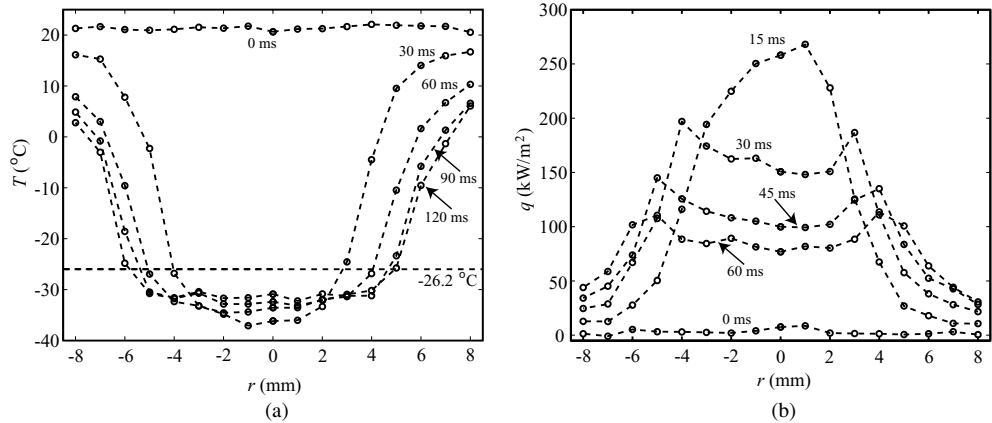 20
10
0
-10
-20
-30
-40
T (°C)
0 ms
30 ms
60 ms
90 ms
120 ms
-26.2 °C
-8 -6 -4 -2 0 2 4 6 8
r (mm)
(a)
300
250
200
150
100
50
0
q (kW/m²)
15 ms
30 ms
45 ms
60 ms
0 ms
-8 -6 -4 -2 0 2 4 6 8
r (mm)
(b)